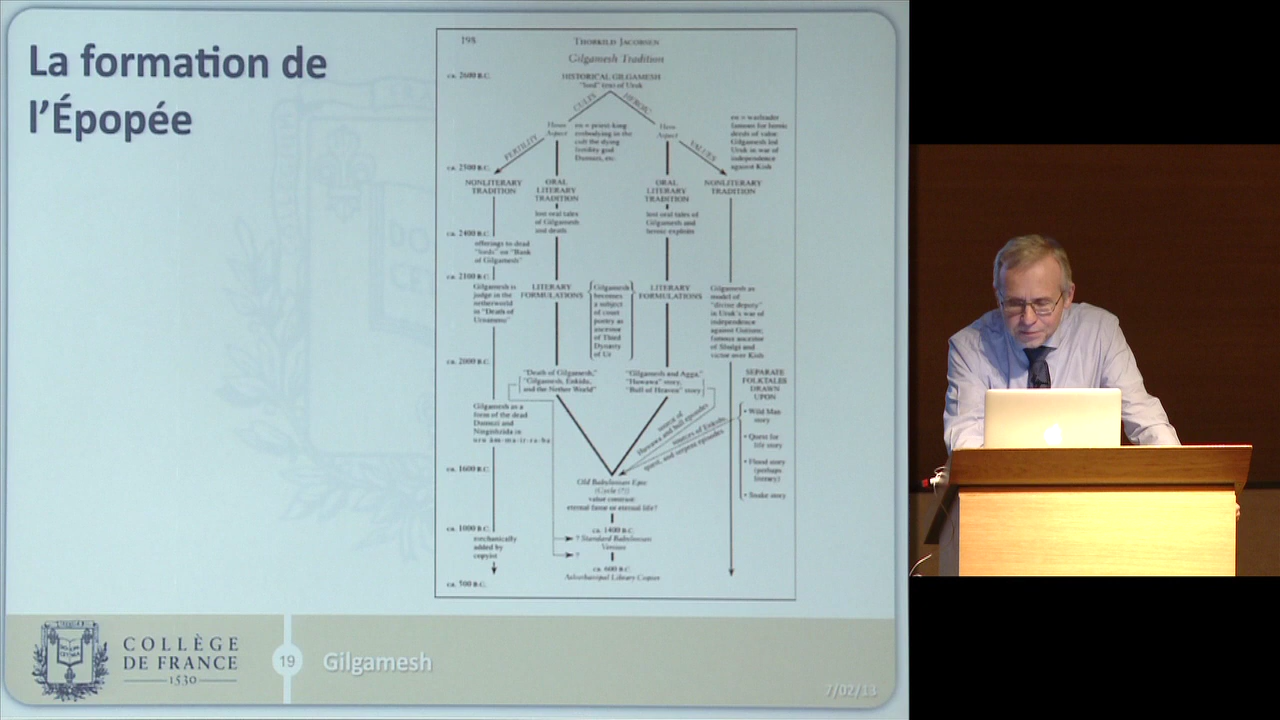 La formation de
l'Épopée
198
THORKILD JACOBSEN
Gilgamesh Tradition
ca. 2600 B.C.
HISTORICAL GILGAMESH
"lord" (en) of Uruk
CULTIC
HEROIC
Heros
Aspect
en = priest-king
embodying in the
cult the dying
fertility god
Dumuzi, etc.
Hero
Aspect
en = warleader
famous for heroic
deeds of value
Gilgamesh led
Uruk in war of
independence
against Kish
FERTILITY
VALUES
ca. 2500 B.C.
NONLITERARY
TRADITION
ORAL
LITERARY
TRADITION
ORAL
LITERARY
TRADITION
NONLITERARY
TRADITION
lost oral tales
of Gilgamesh
and death
lost oral tales of
Gilgamesh and
heroic exploits
ca. 2400 B.C.
offerings to dead
"lords" on "Bank
of Gilgamesh"
ca. 2100 B.C.
Gilgamesh is
judge in the
netherworld
in "Death of
Urnammu"
LITERARY
FORMULATIONS
Gilgamesh
becomes
a subject
of court
poetry as
ancestor
of Third
Dynasty
of Ur
LITERARY
FORMULATIONS
Gilgamesh as
model of
"divine deputy"
in Uruk's war of
independence
against Gutium;
famous ancestor
of Shulgi and
victor over Kish
ca. 2000 B.C.
"Death of Gilgamesh,"
"Gilgamesh, Enkidu,
and the Nether World"
"Gilgamesh and Agga,"
"Huwawa" story,
"Bull of Heaven" story
SEPARATE
FOLKTALES
DRAWN
UPON
• Wild Man
story
• Quest for
life story
• Flood story
(perhaps
literary)
• Snake story
Gilgamesh as a
form of the dead
Dumuzi and
Ningishzida in
source of
Huwawa and bull episodes
sources of Enkidu,
quest, and serpent episodes
ca. 1600 B.C.
Old Babylonian Epic
(Cycle (?))
value contrast:
eternal fame or eternal life?
ca. 1000 B.C.
mechanically
added by
copyist
ca. 1400 B.C.
? Standard Babylonian
Version
?
ca. 600 B.C.
Ashurbanipal Library Copies
ca. 500 B.C.
COLLÈGE
DE FRANCE
1530
19
Gilgamesh
7/02/13